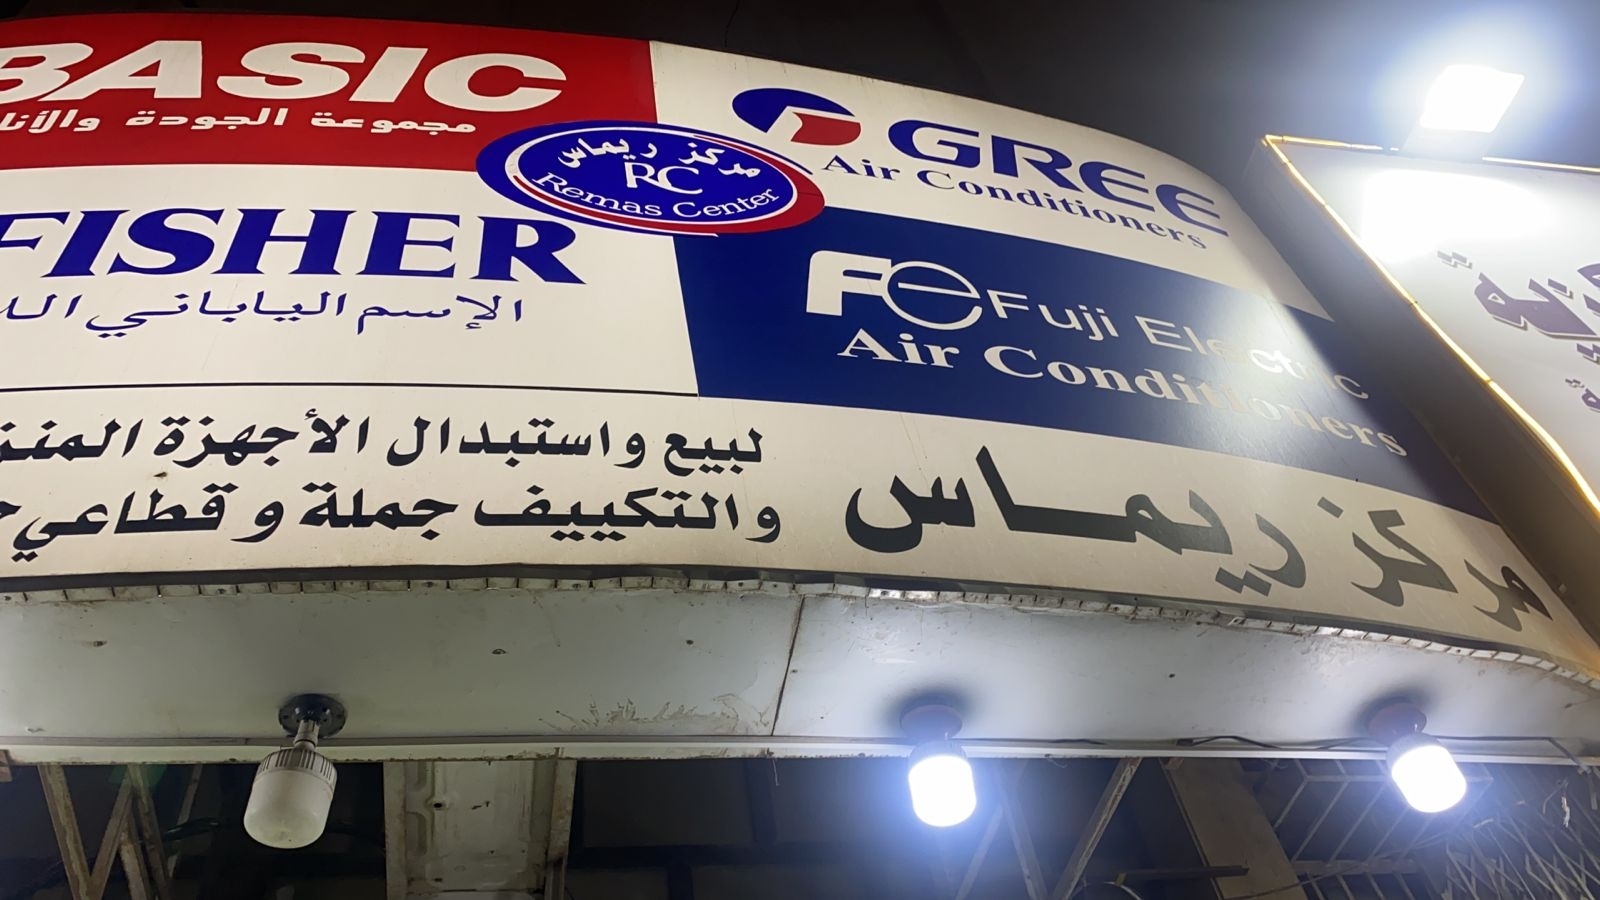 BASIC
مجموعة الجودة
مركز ريماس
RC
Remas Center
GREE
Air Conditioners
FISHER
الإسم الياباني
Fe Fuji Electric
Air Conditioners
لبيع واستبدال الأجهزة
والتكييف جملة و قطاعي
مركز ريماس